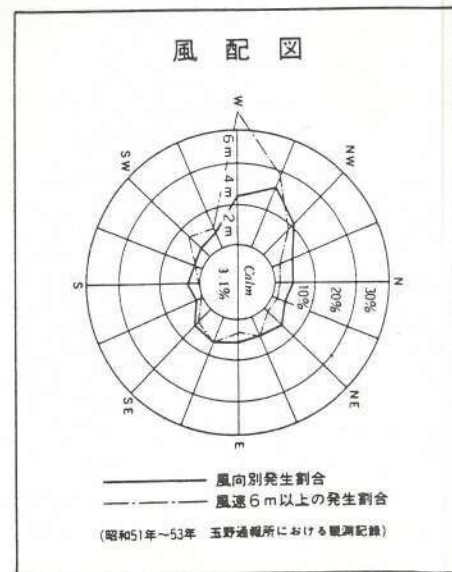 風配図
W
NW
SW
6m
4m
2m
Calm
3.1%
S
N
10%
20%
30%
SE
NE
E
風向別発生割合
風速6m以上の発生割合
(昭和51年~53年 玉野通報所における観測記録)